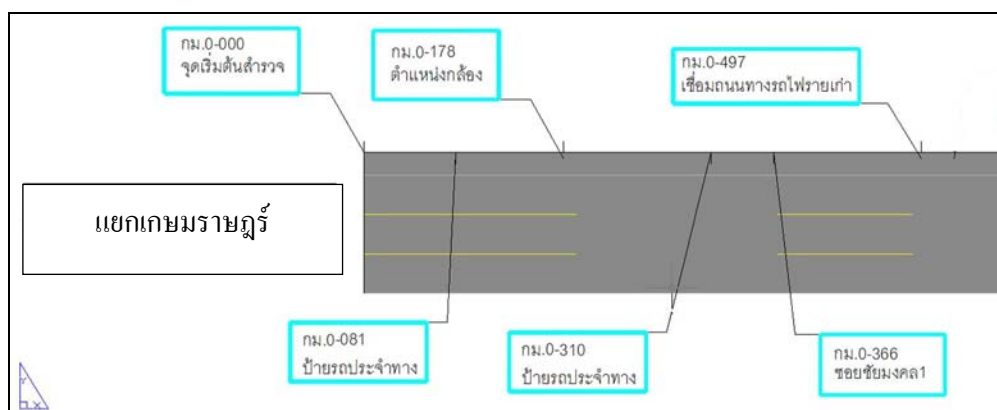 กม.0-000
จุดเริ่มต้นสำรวจ
กม.0-178
ตำแหน่งกล้อง
กม.0-497
เชื่อมถนนทางรถไฟรายเก่า
แยกเกษมราษฎร์
กม.0-081
ป้ายรถประจำทาง
กม.0-310
ป้ายรถประจำทาง
กม.0-366
ซอยชัยมงคล1